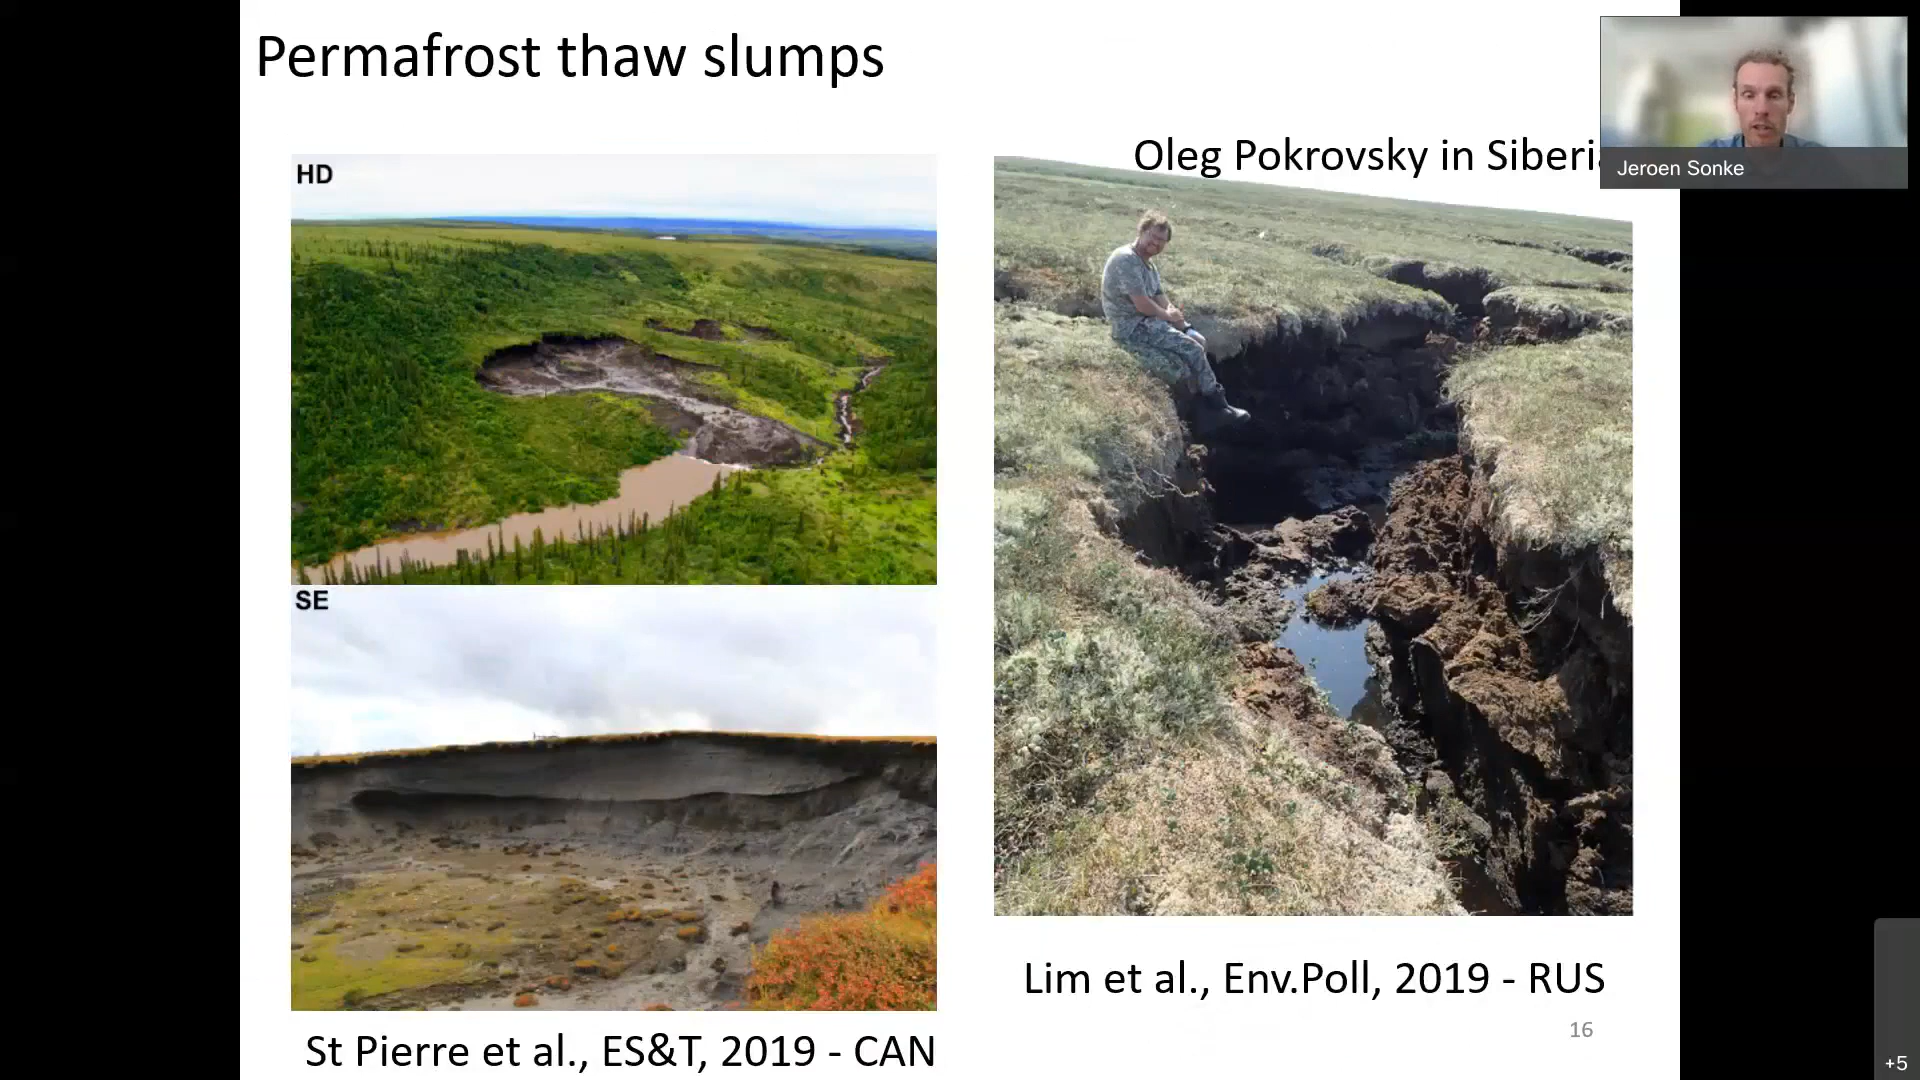 Permafrost thaw slumps
Oleg Pokrovsky in Siberia
Jeroen Sonke
HD
SE
Lim et al., Env.Poll, 2019 - RUS
16
St Pierre et al., ES&T, 2019 - CAN
+5